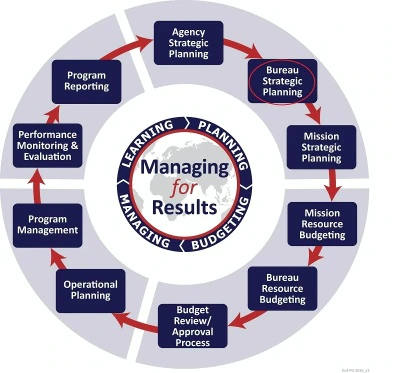 Agency
Strategic
Planning
Bureau
Strategic
Planning
Mission
Strategic
Planning
Mission
Resource
Budgeting
Bureau
Resource
Budgeting
Budget
Review/
Approval
Process
Operational
Planning
Program
Management
Performance
Monitoring &
Evaluation
Program
Reporting
LEARNING
PLANNING
BUDGETING
MANAGING
Managing
for
Results